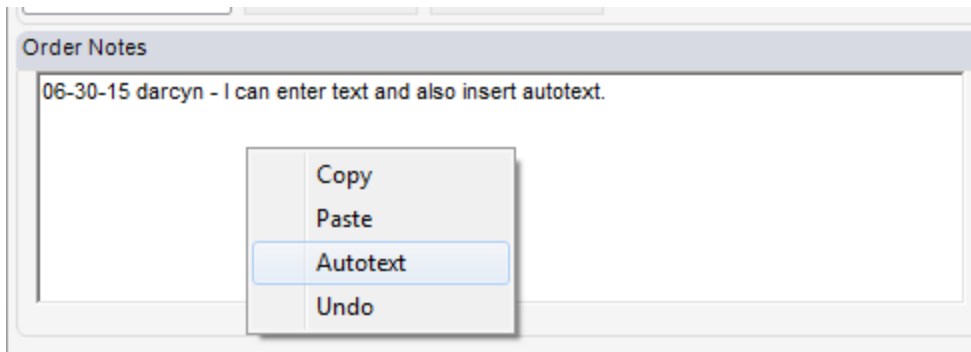 Order Notes
06-30-15 darcyn - I can enter text and also insert autotext.
Copy
Paste
Autotext
Undo